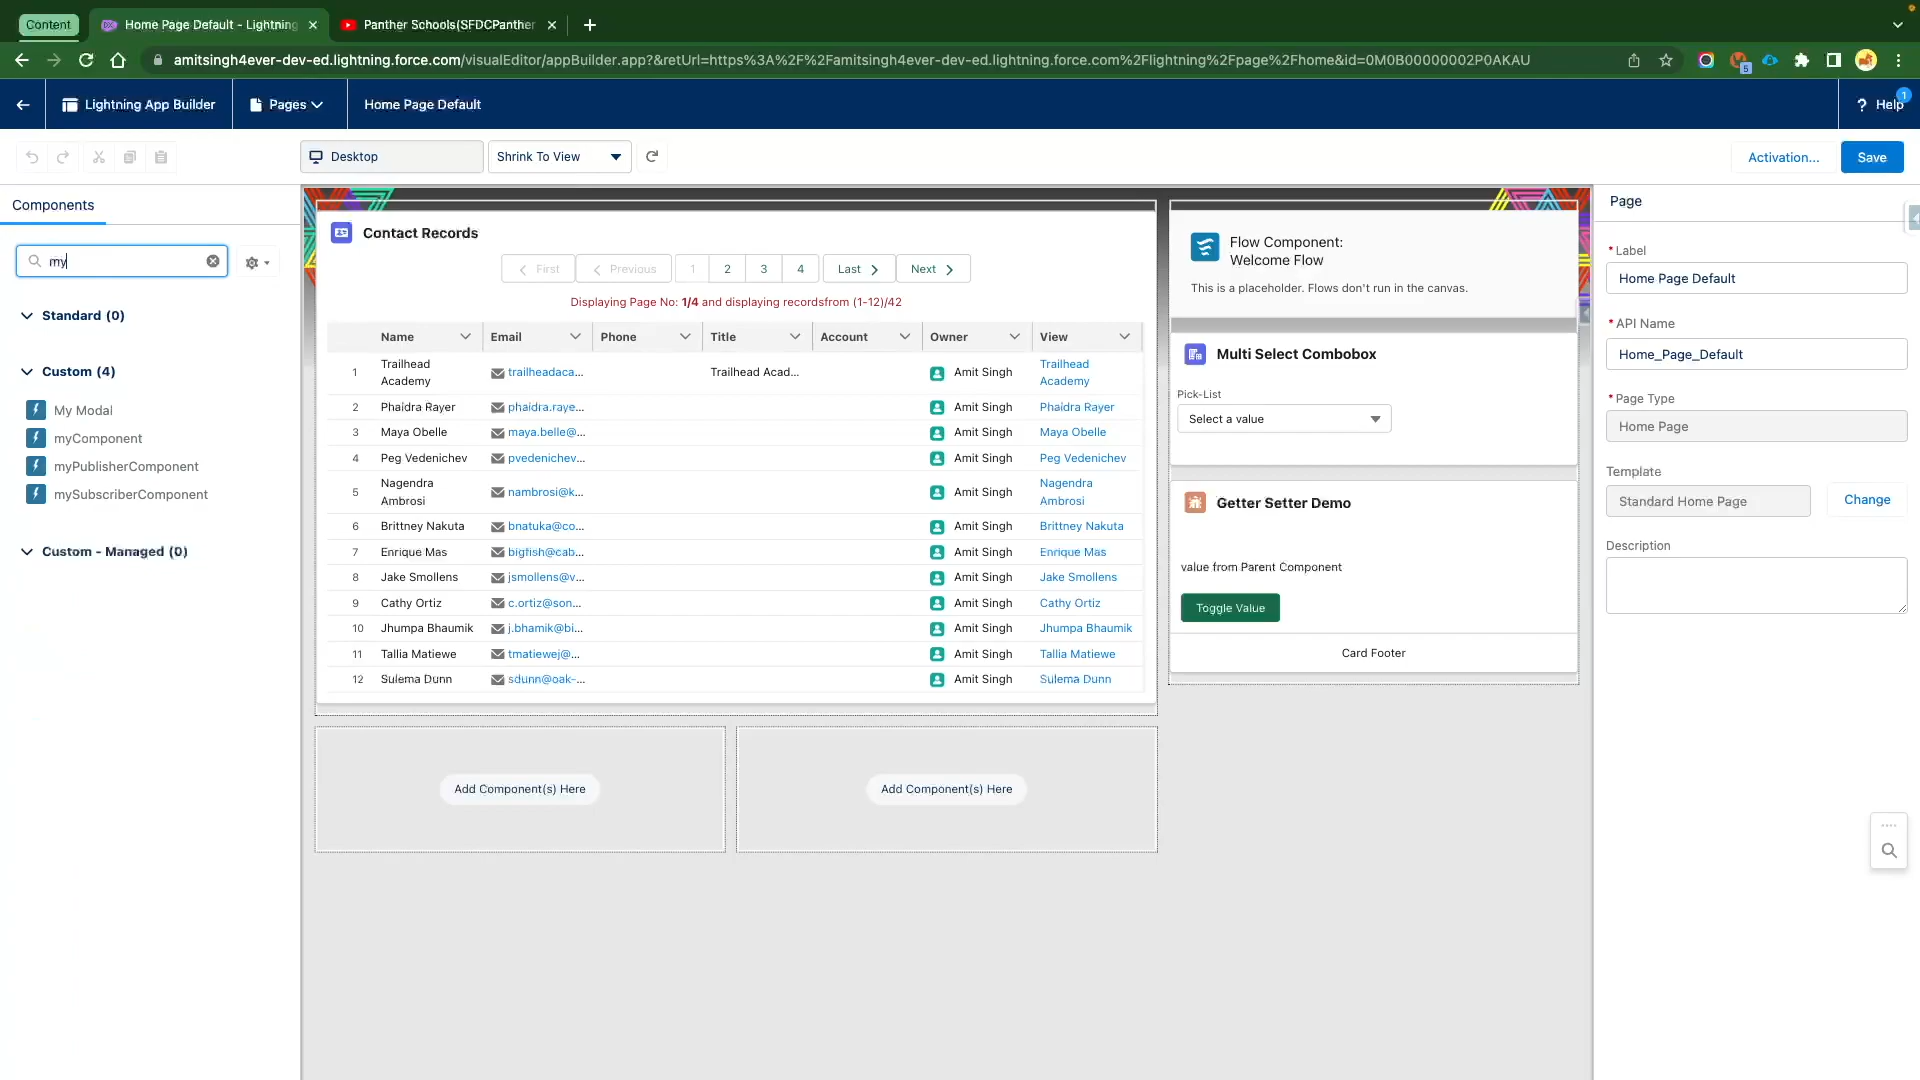 Content
Home Page Default - Lightning
Panther Schools(SFDCPanther
amitsingh4ever-dev-ed.lightning.force.com/visualEditor/appBuilder.app?&retUrl=https%3A%2F%2Famitsingh4ever-dev-ed.lightning.force.com%2Flightning%2Fpage%2Fhome&id=0M0B00000002P0AKAU
5
Lightning App Builder
Pages
Home Page Default
? Help
1
Desktop
Shrink To View
Activation...
Save
Components
my
Standard (0)
Custom (4)
My Modal
myComponent
myPublisherComponent
mySubscriberComponent
Custom - Managed (0)
Contact Records
First Previous 1 2 3 4 Last Next
Displaying Page No: 1/4 and displaying recordsfrom (1-12)/42
Name Email Phone Title Account Owner View
1 Trailhead Academy trailheadaca... Trailhead Acad... Amit Singh Trailhead Academy
2 Phaidra Rayer phaidra.raye... Amit Singh Phaidra Rayer
3 Maya Obelle maya.belle@... Amit Singh Maya Obelle
4 Peg Vedenichev pvedenichev... Amit Singh Peg Vedenichev
5 Nagendra Ambrosi nambrosi@k... Amit Singh Nagendra Ambrosi
6 Brittney Nakuta bnatuka@co... Amit Singh Brittney Nakuta
7 Enrique Mas bigfish@cab... Amit Singh Enrique Mas
8 Jake Smollens jsmollens@v... Amit Singh Jake Smollens
9 Cathy Ortiz c.ortiz@son... Amit Singh Cathy Ortiz
10 Jhumpa Bhaumik j.bhamik@bi... Amit Singh Jhumpa Bhaumik
11 Tallia Matiewe tmatiewej@... Amit Singh Tallia Matiewe
12 Sulema Dunn sdunn@oak-... Amit Singh Sulema Dunn
Add Component(s) Here
Add Component(s) Here
Flow Component:
Welcome Flow
This is a placeholder. Flows don't run in the canvas.
Multi Select Combobox
Pick-List
Select a value
Getter Setter Demo
value from Parent Component
Toggle Value
Card Footer
Page
*Label
Home Page Default
*API Name
Home_Page_Default
*Page Type
Home Page
Template
Standard Home Page
Change
Description